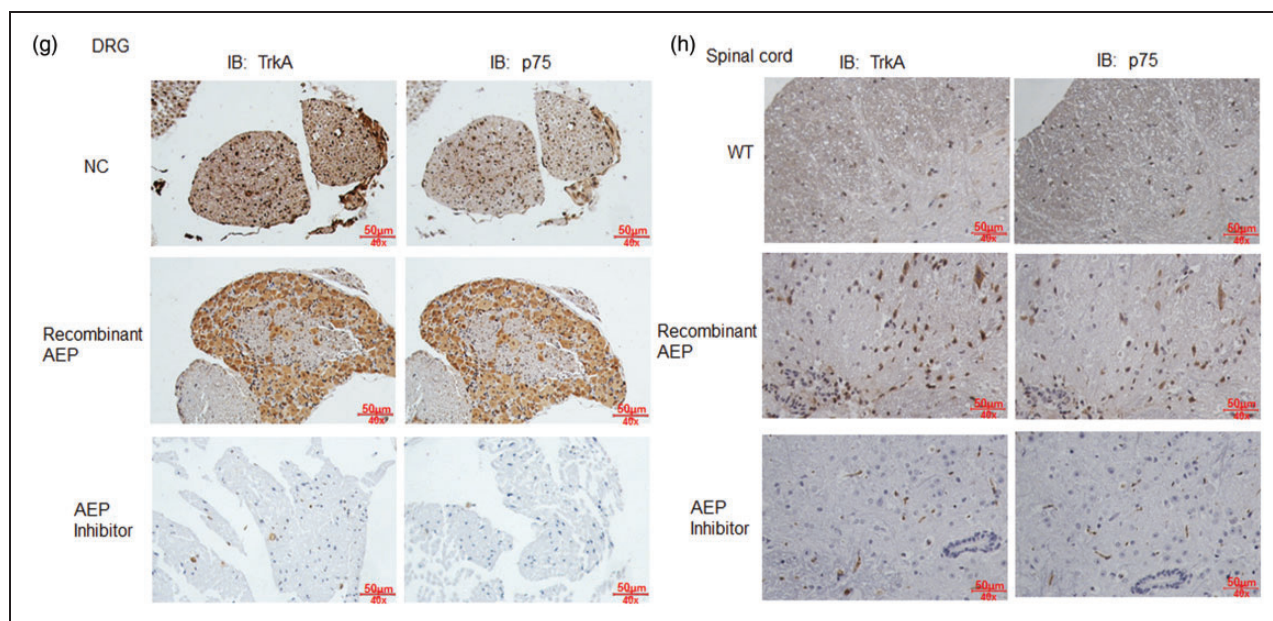 (g) DRG
IB: TrkA
IB: p75
NC
50μm
40x
50μm
40x
Recombinant
AEP
50μm
40x
50μm
40x
AEP
Inhibitor
50μm
40x
50μm
40x
(h) Spinal cord
IB: TrkA
IB: p75
WT
50μm
40x
50μm
40x
Recombinant
AEP
50μm
40x
50μm
40x
AEP
Inhibitor
50μm
40x
50μm
40x